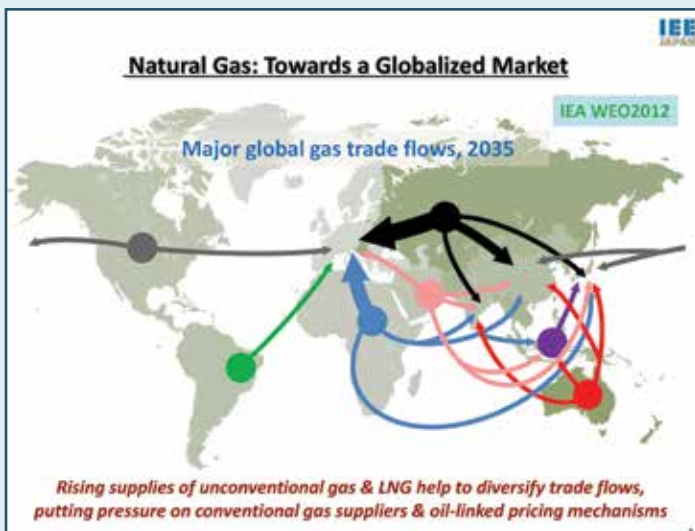 IEE
JAPAN
Natural Gas: Towards a Globalized Market
IEA WEO2012
Major global gas trade flows, 2035
Rising supplies of unconventional gas & LNG help to diversify trade flows,
putting pressure on conventional gas suppliers & oil-linked pricing mechanisms